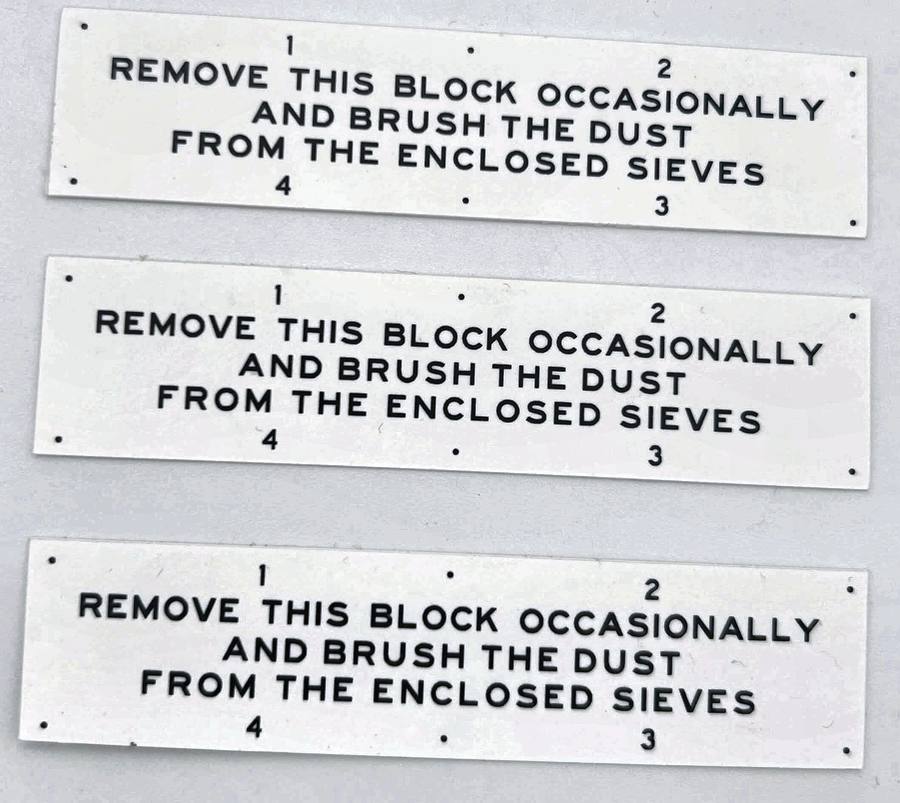 1 2
REMOVE THIS BLOCK OCCASIONALLY
AND BRUSH THE DUST
FROM THE ENCLOSED SIEVES
4 3
1 2
REMOVE THIS BLOCK OCCASIONALLY
AND BRUSH THE DUST
FROM THE ENCLOSED SIEVES
4 3
1 2
REMOVE THIS BLOCK OCCASIONALLY
AND BRUSH THE DUST
FROM THE ENCLOSED SIEVES
4 3